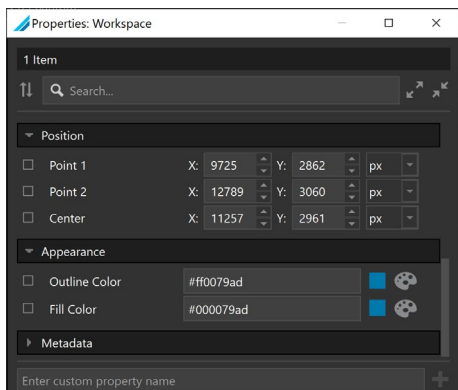 Properties: Workspace
1 Item
Search...
Position
Point 1 X: 9725 Y: 2862 px
Point 2 X: 12789 Y: 3060 px
Center X: 11257 Y: 2961 px
Appearance
Outline Color #ff0079ad
Fill Color #000079ad
Metadata
Enter custom property name